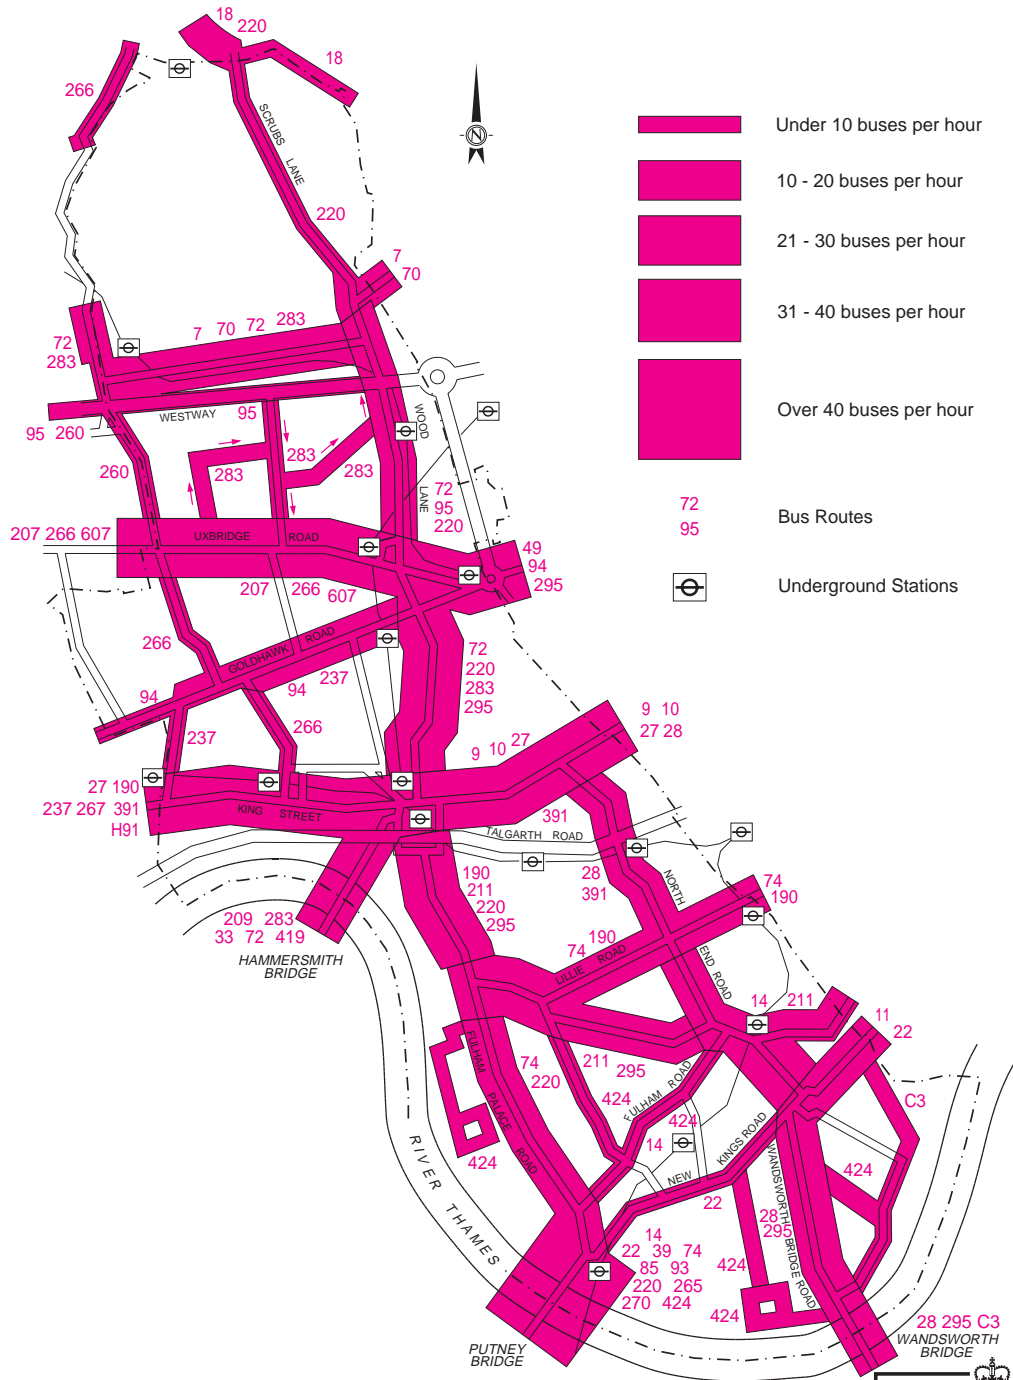 18
220
18
266
SCRUBS LANE
N
220
Under 10 buses per hour
10 - 20 buses per hour
21 - 30 buses per hour
31 - 40 buses per hour
Over 40 buses per hour
72
95
Bus Routes
Underground Stations
7
70
7 70 72 283
72
283
WESTWAY
95
95 260
260
283
283
283
WOOD LANE
72
95
220
207 266 607
UXBRIDGE ROAD
49
94
295
207 266 607
266
GOLDHAWK ROAD
94
94
237
237
266
72
220
283
295
9 10 27
9 10
27 28
27 190
237 267 391
H91
KING STREET
391
TALGARTH ROAD
28
391
NORTH END ROAD
190
211
220
295
74
190
209 283
33 72 419
HAMMERSMITH
BRIDGE
74 190
LILLIE ROAD
14 211
11
22
FULHAM PALACE ROAD
74
220
211 295
424
FULHAM ROAD
424
14
C3
424
424
NEW KINGS ROAD
22
WANDSWORTH BRIDGE ROAD
28
295
RIVER THAMES
14
22 39 74
85 93
220 265
270 424
424
424
28 295 C3
WANDSWORTH
BRIDGE
PUTNEY
BRIDGE